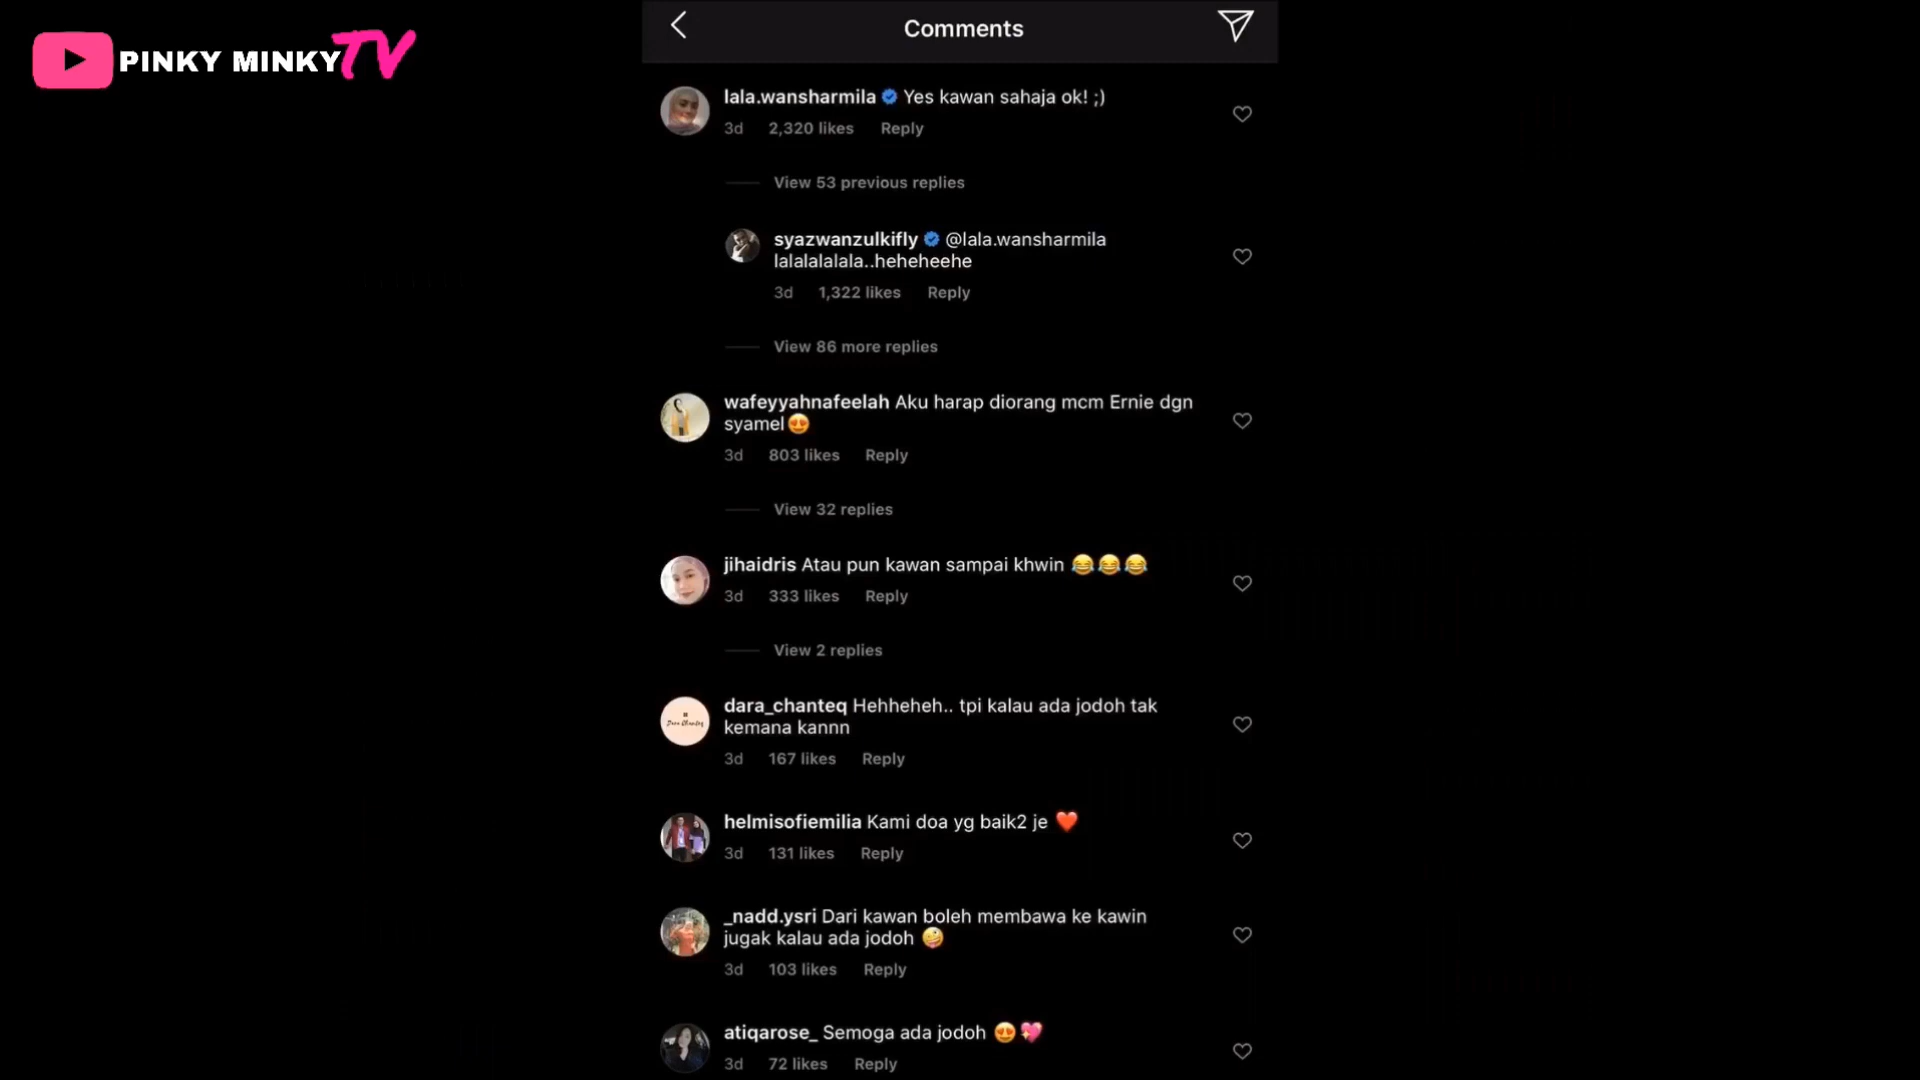 PINKY MINKY TV
Comments
lala.wansharmila Yes kawan sahaja ok! ;)
3d 2,320 likes Reply
View 53 previous replies
syazwanzulkifly @lala.wansharmila
lalalalalala..heheheehe
3d 1,322 likes Reply
View 86 more replies
wafeyyahnafeelah Aku harap diorang mcm Ernie dgn
syamel😍
3d 803 likes Reply
View 32 replies
jihaidris Atau pun kawan sampai khwin 😂😂😂
3d 333 likes Reply
View 2 replies
dara_chanteq Hehheheh.. tpi kalau ada jodoh tak
kemana kannn
Dara Chanteq
3d 167 likes Reply
helmisofiemilia Kami doa yg baik2 je ❤️
3d 131 likes Reply
_nadd.ysri Dari kawan boleh membawa ke kawin
jugak kalau ada jodoh 🤪
3d 103 likes Reply
atiqarose_ Semoga ada jodoh 😍💖
3d 72 likes Reply